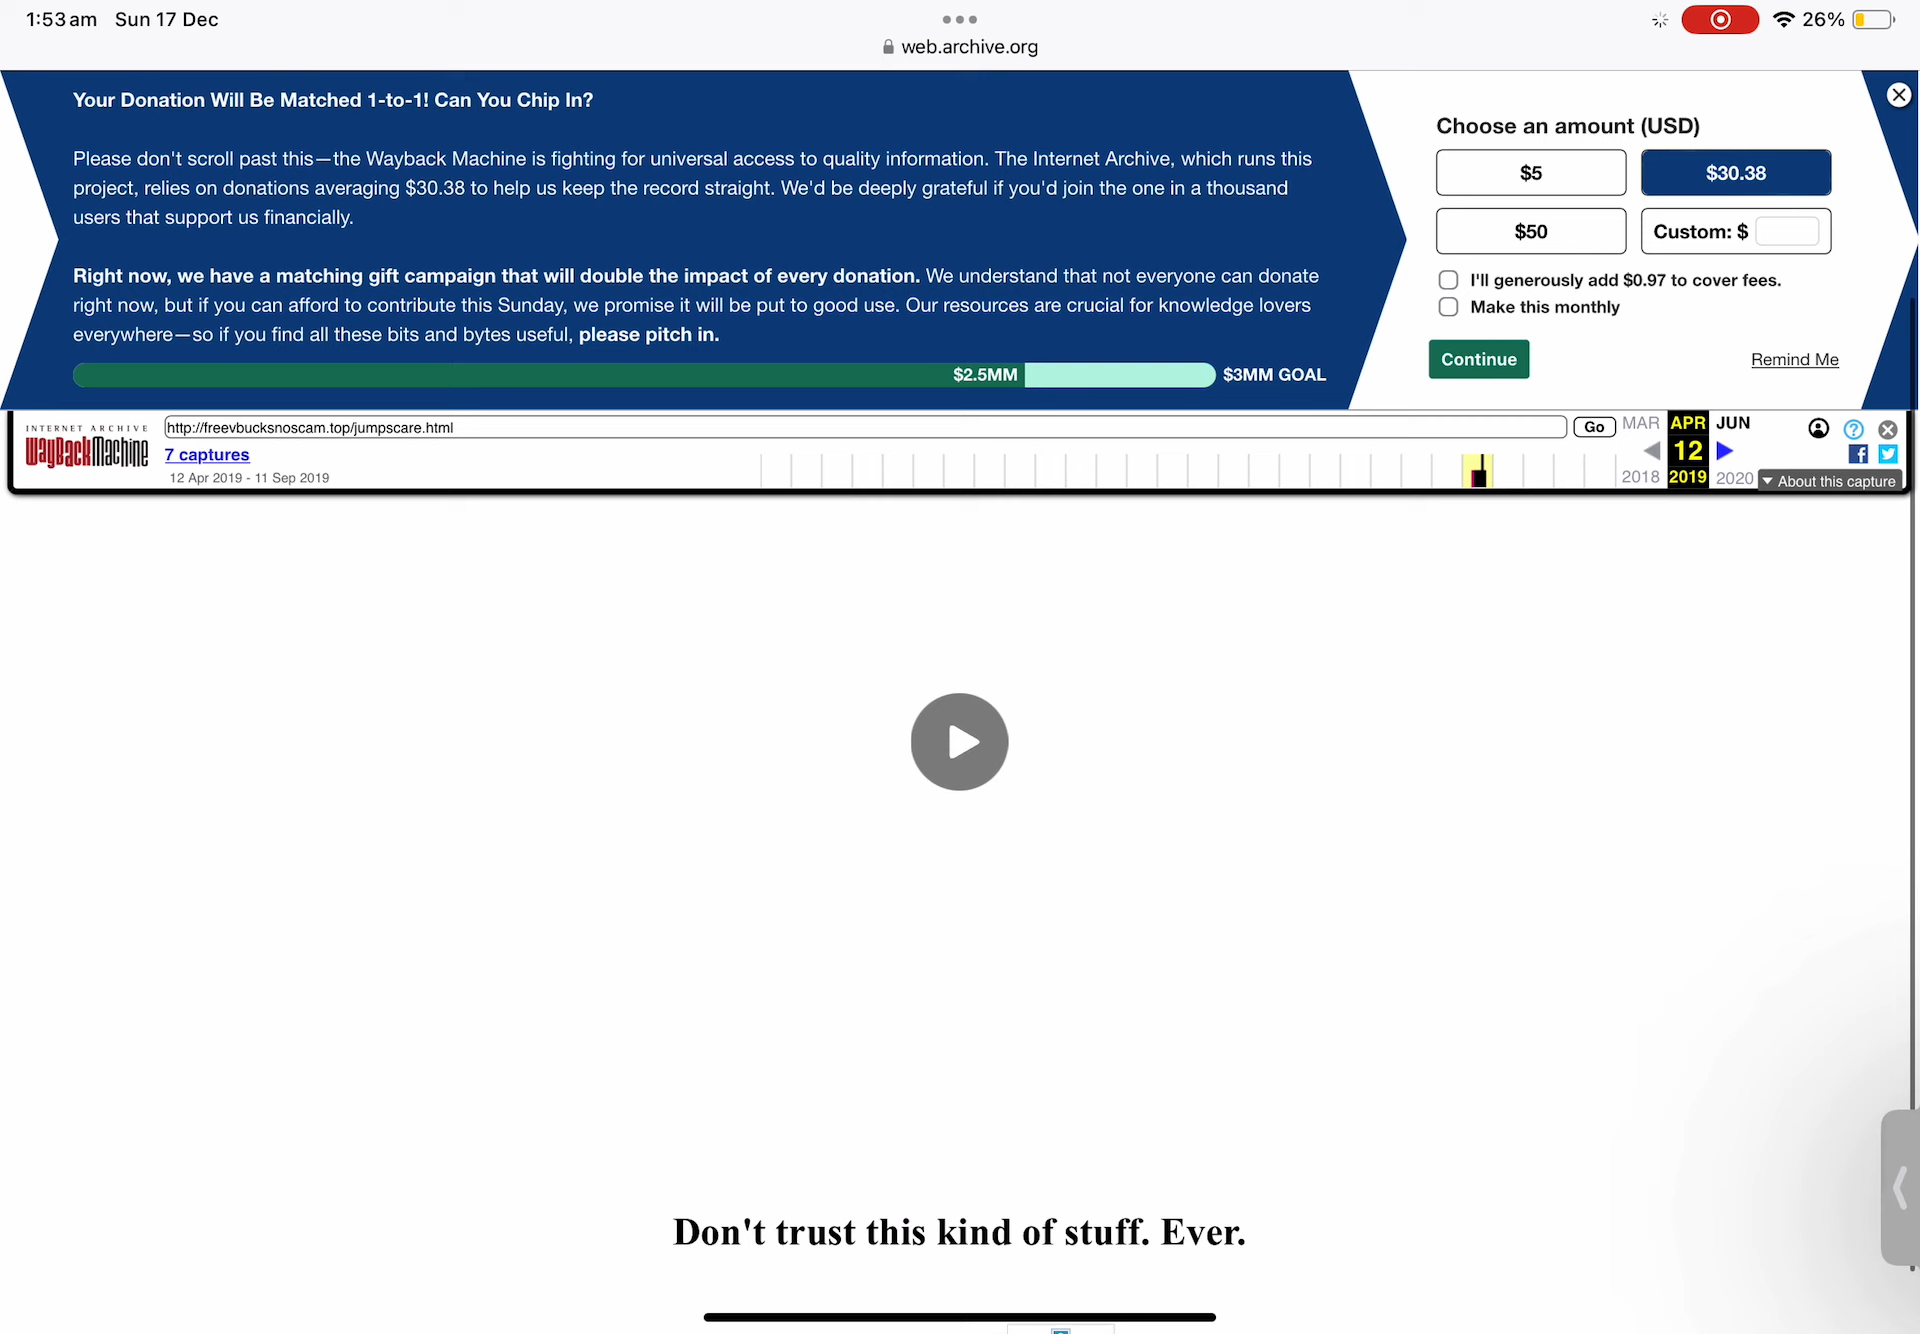 1:53 am Sun 17 Dec
26%
web.archive.org
Your Donation Will Be Matched 1-to-1! Can You Chip In?
Please don't scroll past this—the Wayback Machine is fighting for universal access to quality information. The Internet Archive, which runs this
project, relies on donations averaging $30.38 to help us keep the record straight. We'd be deeply grateful if you'd join the one in a thousand
users that support us financially.
Right now, we have a matching gift campaign that will double the impact of every donation. We understand that not everyone can donate
right now, but if you can afford to contribute this Sunday, we promise it will be put to good use. Our resources are crucial for knowledge lovers
everywhere—so if you find all these bits and bytes useful, please pitch in.
$2.5MM
$3MM GOAL
Choose an amount (USD)
$5
$30.38
$50
Custom: $
I'll generously add $0.97 to cover fees.
Make this monthly
Continue
Remind Me
INTERNET ARCHIVE
WayBackMachine
http://freevbucksnoscam.top/jumpscare.html
Go
7 captures
12 Apr 2019 - 11 Sep 2019
MAR APR JUN
12
2018 2019 2020
About this capture
Don't trust this kind of stuff. Ever.